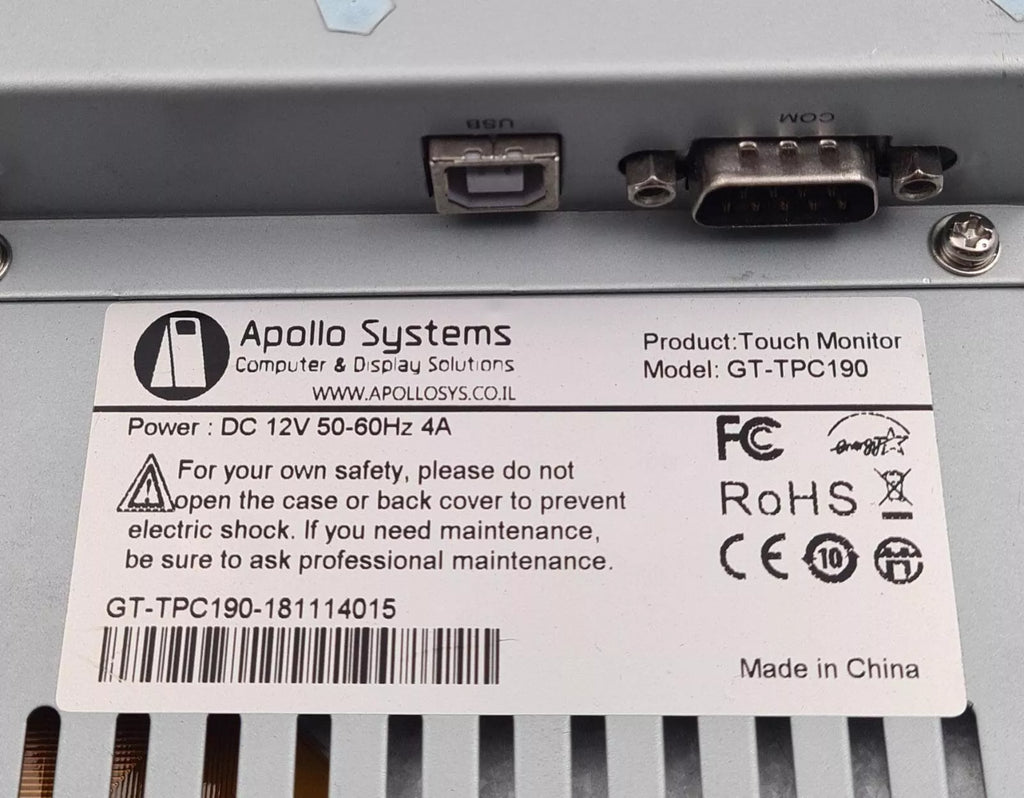 USB
COM
Apollo Systems
Computer & Display Solutions
WWW.APOLLOSYS.CO.IL
Product:Touch Monitor
Model: GT-TPC190
Power : DC 12V 50-60Hz 4A
For your own safety, please do not
open the case or back cover to prevent
electric shock. If you need maintenance,
be sure to ask professional maintenance.
FC
energy
RoHS
CE 10
GT-TPC190-181114015
Made in China